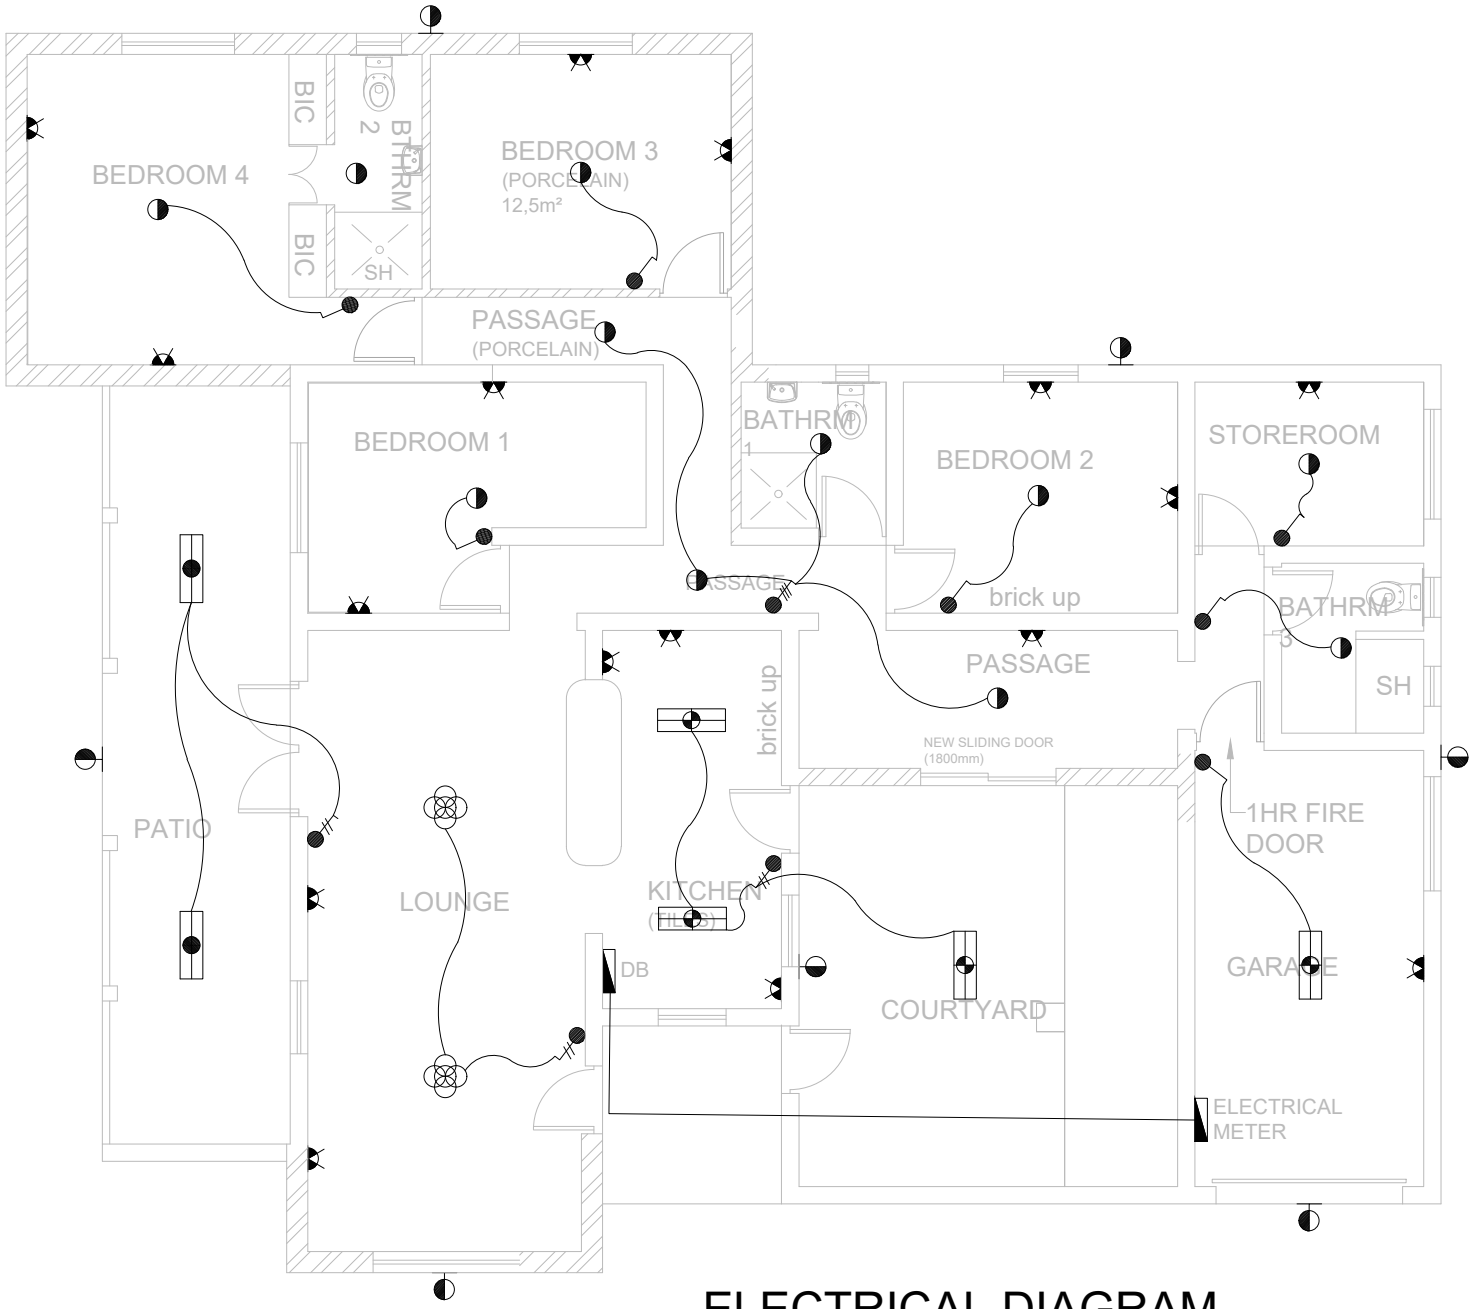 BIC
BTHRM
2
BEDROOM 4
BEDROOM 3
(PORCELAIN)
12,5m²
BIC
SH
PASSAGE
(PORCELAIN)
BEDROOM 1
BATHRM
1
BEDROOM 2
STOREROOM
PASSAGE
brick up
BATHRM
3
PASSAGE
SH
brick up
NEW SLIDING DOOR
(1800mm)
PATIO
1HR FIRE
DOOR
LOUNGE
KITCHEN
(TILES)
DB
GARAGE
COURTYARD
ELECTRICAL
METER
ELECTRICAL DIAGRAM